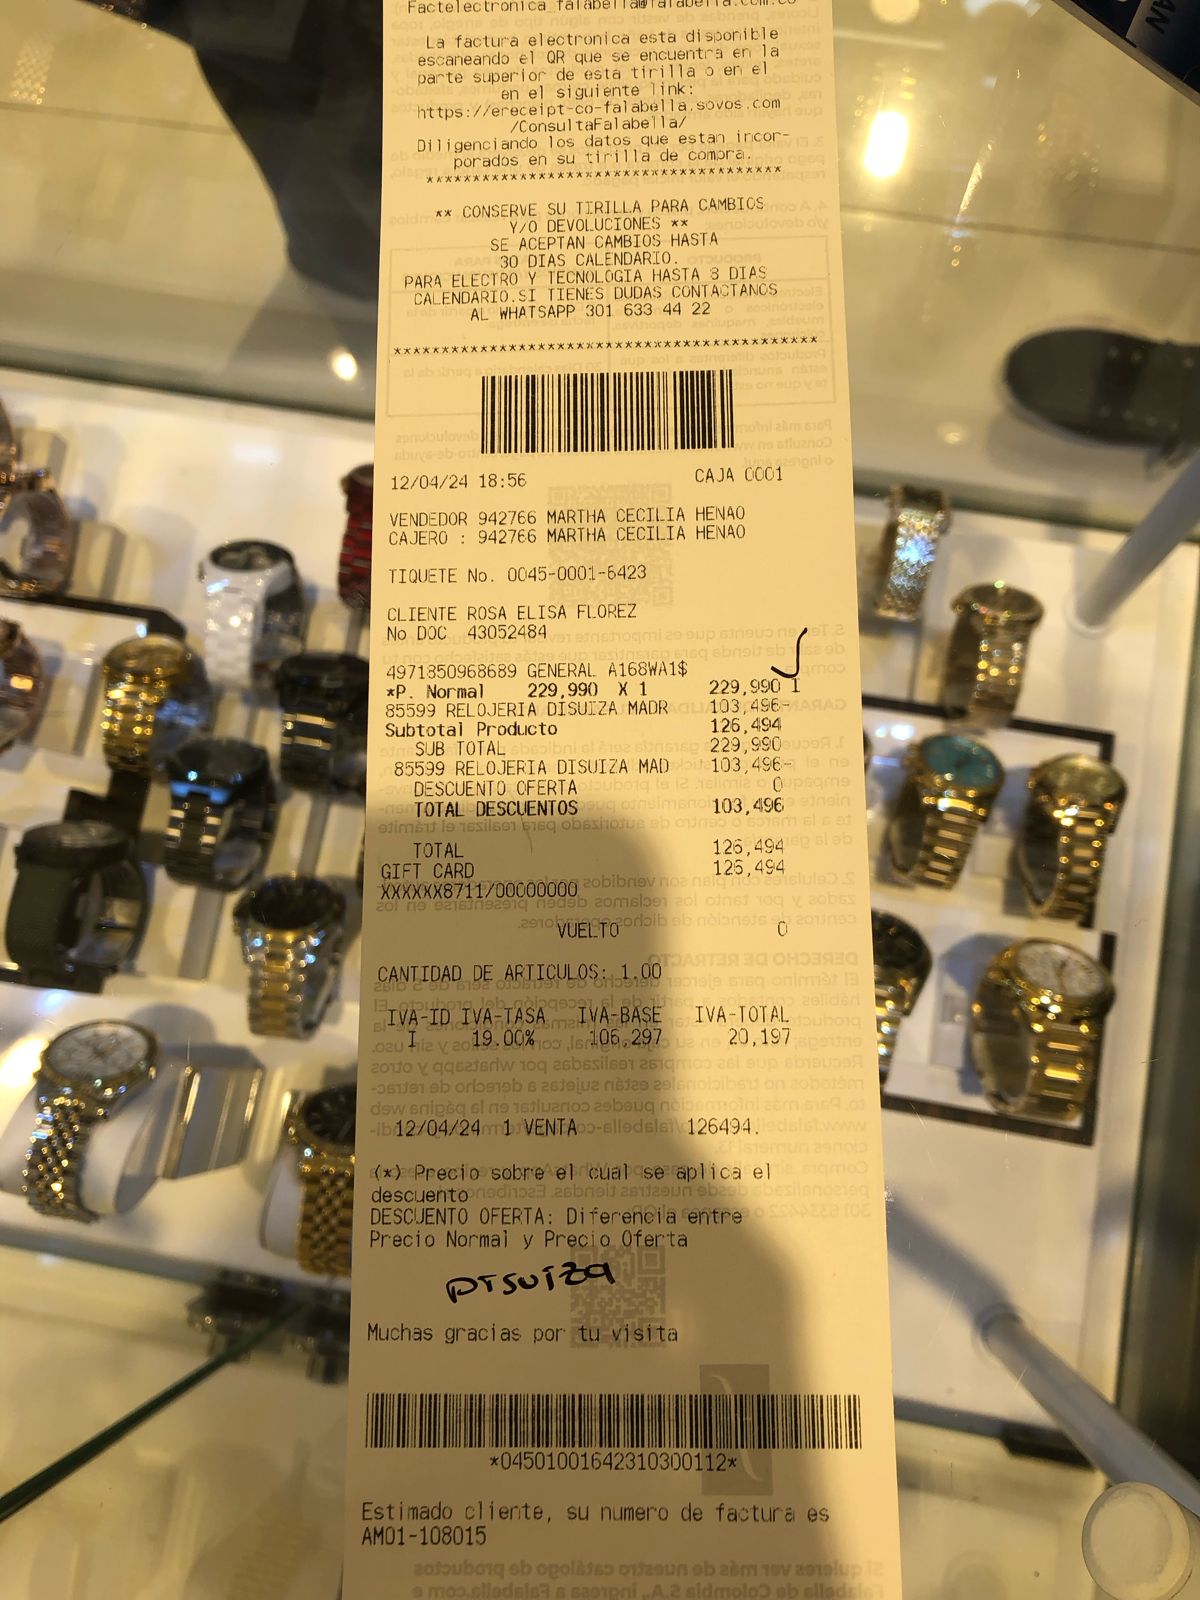 Factelectronica_falabella@falabella.com.co
La factura electronica esta disponible
escaneando el QR que se encuentra en la
parte superior de esta tirilla o en el
en el siguiente link:
https://ereceipt-co-falabella.sovos.com
/ConsultaFalabella/
Diligenciando los datos que estan incor-
porados en su tirilla de compra.
****************************************
** CONSERVE SU TIRILLA PARA CAMBIOS
Y/O DEVOLUCIONES **
SE ACEPTAN CAMBIOS HASTA
30 DIAS CALENDARIO.
PARA ELECTRO Y TECNOLOGIA HASTA 8 DIAS
CALENDARIO.SI TIENES DUDAS CONTACTANOS
AL WHATSAPP 301 633 44 22
****************************************
12/04/24 18:56 CAJA 0001
VENDEDOR 942766 MARTHA CECILIA HENAO
CAJERO : 942766 MARTHA CECILIA HENAO
TIQUETE No. 0045-0001-6423
CLIENTE ROSA ELISA FLOREZ
No DOC 43052484
4971850968689 GENERAL A168WA1$
*P. Normal 229,990 X 1 229,990 I
85599 RELOJERIA DISUIZA MADR 103,496-
Subtotal Producto 126,494
SUB TOTAL 229,990
85599 RELOJERIA DISUIZA MAD 103,496-
DESCUENTO OFERTA 0
TOTAL DESCUENTOS 103,496
TOTAL 126,494
GIFT CARD 126,494
XXXXXX8711/00000000
VUELTO 0
CANTIDAD DE ARTICULOS: 1.00
IVA-ID IVA-TASA IVA-BASE IVA-TOTAL
I 19.00% 106,297 20,197
12/04/24 1 VENTA 126494.
(*) Precio sobre el cual se aplica el
descuento
DESCUENTO OFERTA: Diferencia entre
Precio Normal y Precio Oferta
DISUIZA
Muchas gracias por tu visita
*04501001642310300112*
Estimado cliente, su numero de factura es
AM01-108015